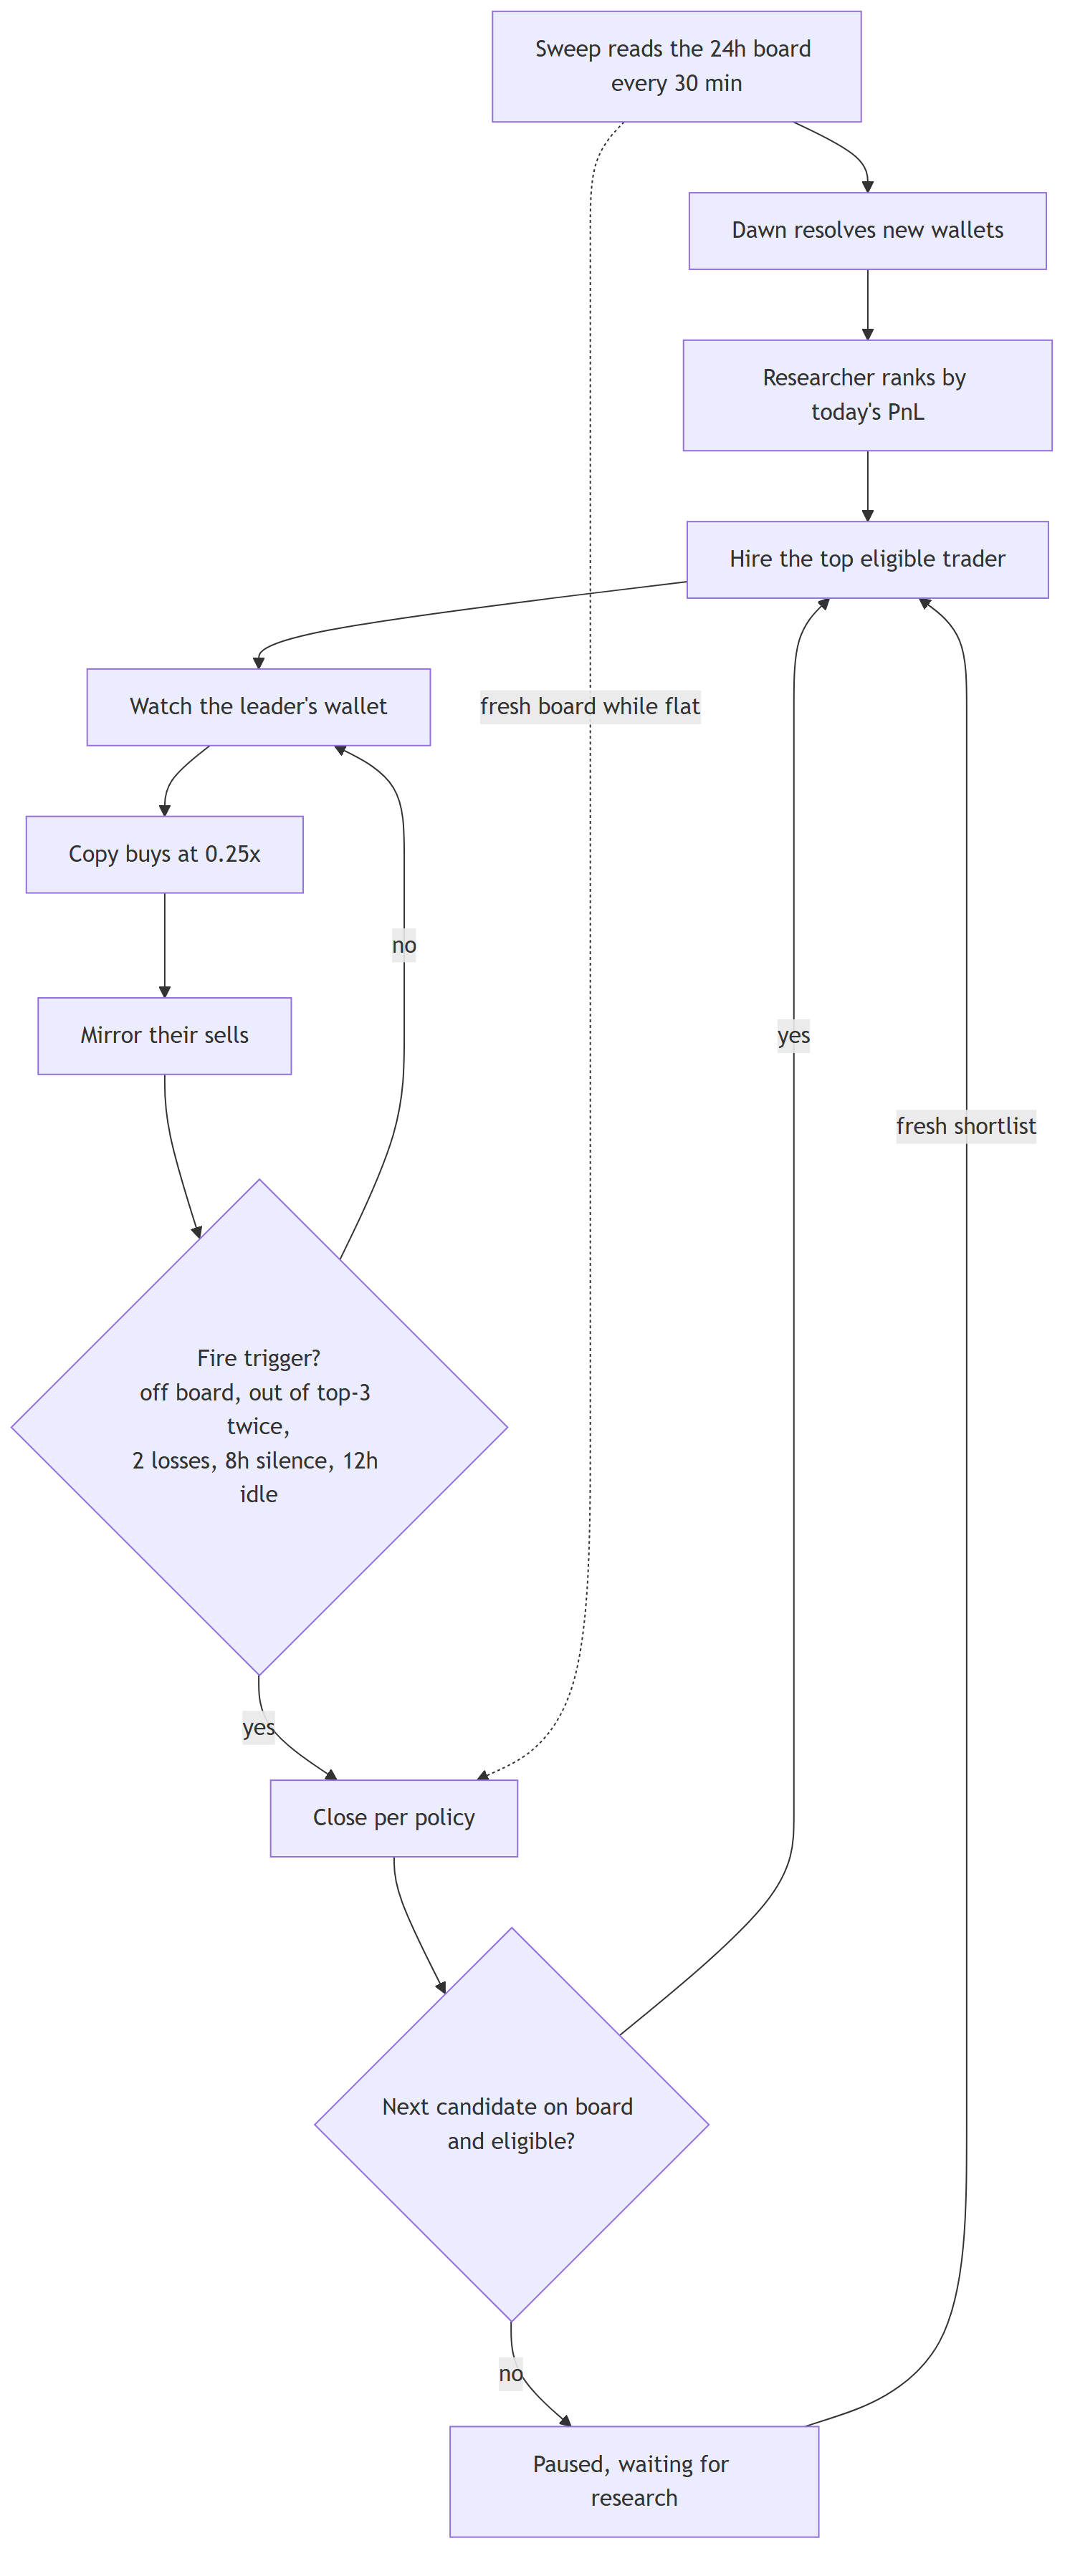 Sweep reads the 24h board
every 30 min
Dawn resolves new wallets
Researcher ranks by
today's PnL
Hire the top eligible trader
Watch the leader's wallet
fresh board while flat
Copy buys at 0.25x
no
Mirror their sells
yes
fresh shortlist
Fire trigger?
off board, out of top-3
twice,
2 losses, 8h silence, 12h
idle
yes
Close per policy
Next candidate on board
and eligible?
no
Paused, waiting for
research